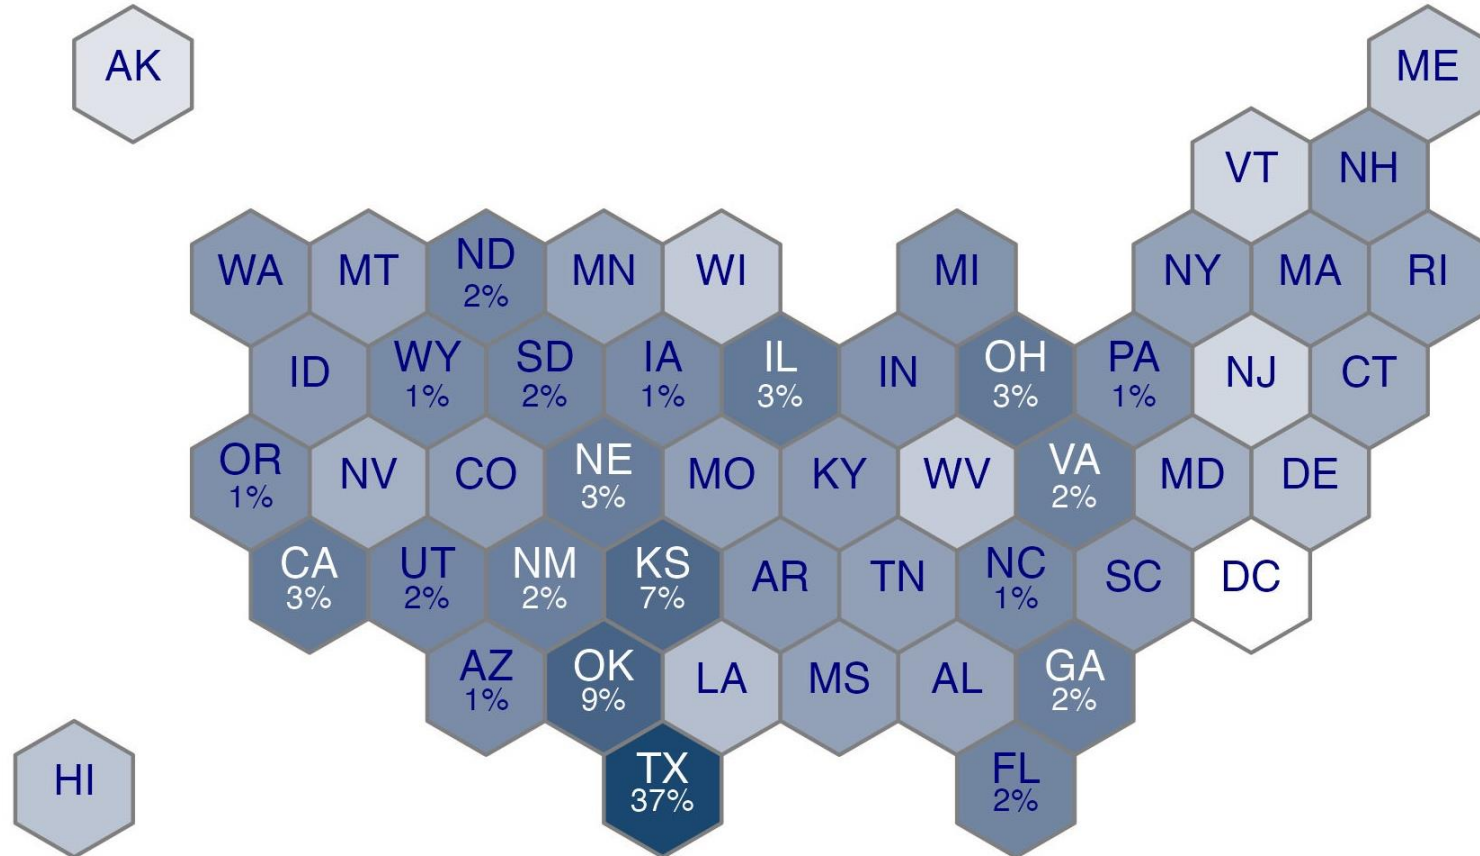 AK
ME
VT
NH
WA
MT
ND
2%
MN
WI
MI
NY
MA
RI
ID
WY
1%
SD
2%
IA
1%
IL
3%
IN
OH
3%
PA
1%
NJ
CT
OR
1%
NV
CO
NE
3%
MO
KY
WV
VA
2%
MD
DE
CA
3%
UT
2%
NM
2%
KS
7%
AR
TN
NC
1%
SC
DC
AZ
1%
OK
9%
LA
MS
AL
GA
2%
HI
TX
37%
FL
2%